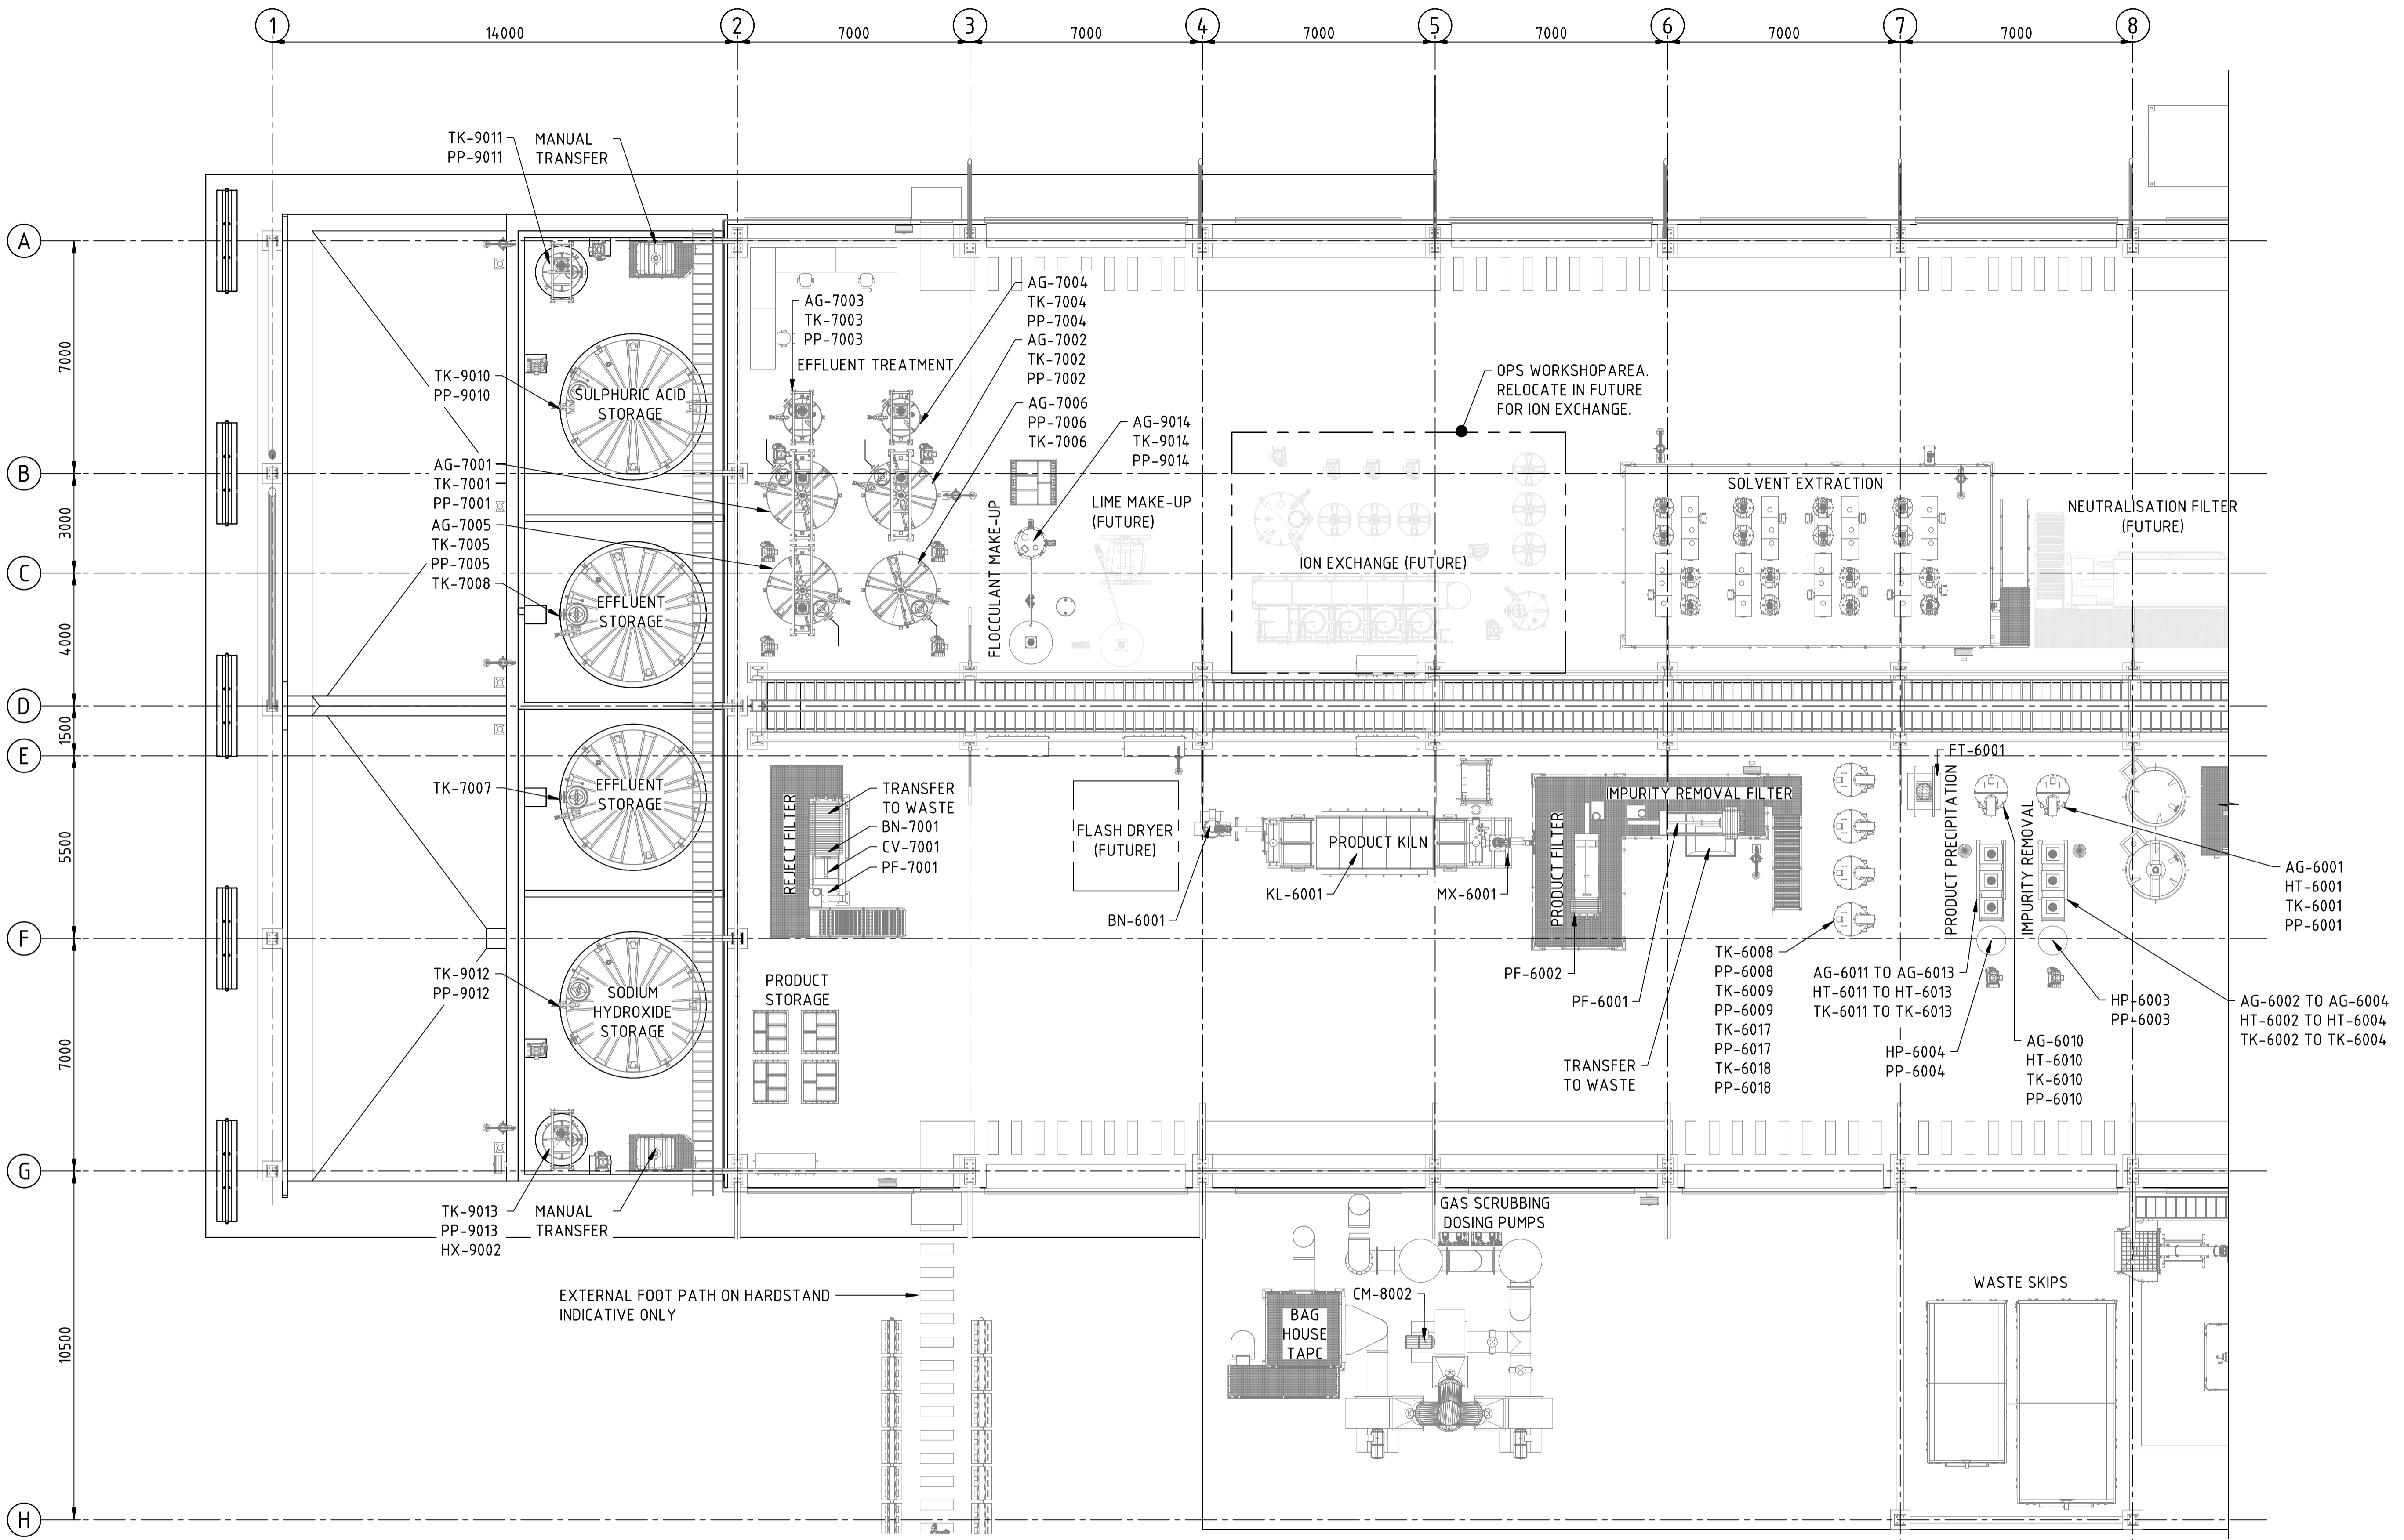 1
2
3
4
5
6
7
8
14000
7000
7000
7000
7000
7000
7000
A
B
C
D
E
F
G
H
7000
3000
4000
1500
5500
7000
10500
TK-9011
PP-9011
MANUAL
TRANSFER
TK-9010
PP-9010
SULPHURIC ACID
STORAGE
AG-7001
TK-7001
PP-7001
AG-7005
TK-7005
PP-7005
TK-7008
EFFLUENT
STORAGE
TK-7007
EFFLUENT
STORAGE
TK-9012
PP-9012
SODIUM
HYDROXIDE
STORAGE
TK-9013
PP-9013
HX-9002
MANUAL
TRANSFER
AG-7003
TK-7003
PP-7003
EFFLUENT TREATMENT
AG-7004
TK-7004
PP-7004
AG-7002
TK-7002
PP-7002
AG-7006
PP-7006
TK-7006
AG-9014
TK-9014
PP-9014
FLOCCULANT MAKE-UP
LIME MAKE-UP
(FUTURE)
OPS WORKSHOPAREA.
RELOCATE IN FUTURE
FOR ION EXCHANGE.
ION EXCHANGE (FUTURE)
SOLVENT EXTRACTION
NEUTRALISATION FILTER
(FUTURE)
REJECT FILTER
TRANSFER
TO WASTE
BN-7001
CV-7001
PF-7001
FLASH DRYER
(FUTURE)
BN-6001
PRODUCT KILN
KL-6001
MX-6001
PRODUCT FILTER
IMPURITY REMOVAL FILTER
PF-6002
PF-6001
TRANSFER
TO WASTE
TK-6008
PP-6008
TK-6009
PP-6009
TK-6017
PP-6017
TK-6018
PP-6018
FT-6001
PRODUCT PRECIPITATION
IMPURITY REMOVAL
AG-6011 TO AG-6013
HT-6011 TO HT-6013
TK-6011 TO TK-6013
HP-6004
PP-6004
AG-6010
HT-6010
TK-6010
PP-6010
HP-6003
PP-6003
AG-6001
HT-6001
TK-6001
PP-6001
AG-6002 TO AG-6004
HT-6002 TO HT-6004
TK-6002 TO TK-6004
PRODUCT
STORAGE
EXTERNAL FOOT PATH ON HARDSTAND
INDICATIVE ONLY
GAS SCRUBBING
DOSING PUMPS
CM-8002
BAG
HOUSE
TAPC
WASTE SKIPS